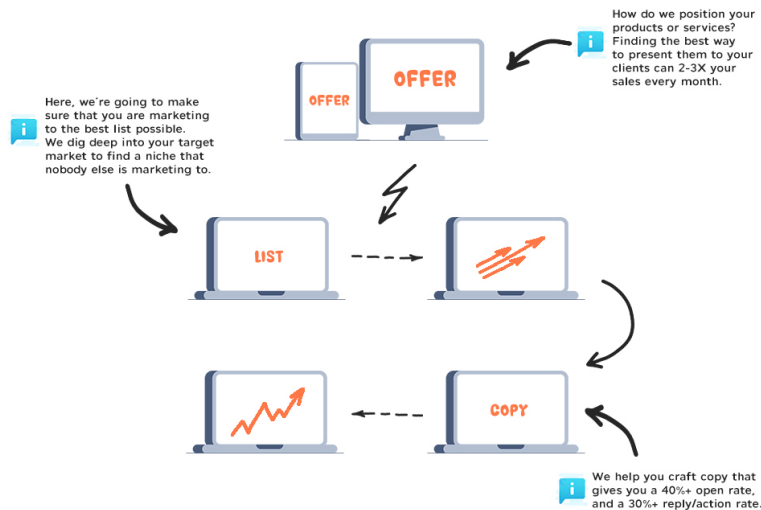 How do we position your
products or services?
Finding the best way
to present them to your
clients can 2-3X your
sales every month.
OFFER
OFFER
Here, we're going to make
sure that you are marketing
to the best list possible.
We dig deep into your target
market to find a niche that
nobody else is marketing to.
LIST
COPY
We help you craft copy that
gives you a 40%+ open rate,
and a 30%+ reply/action rate.